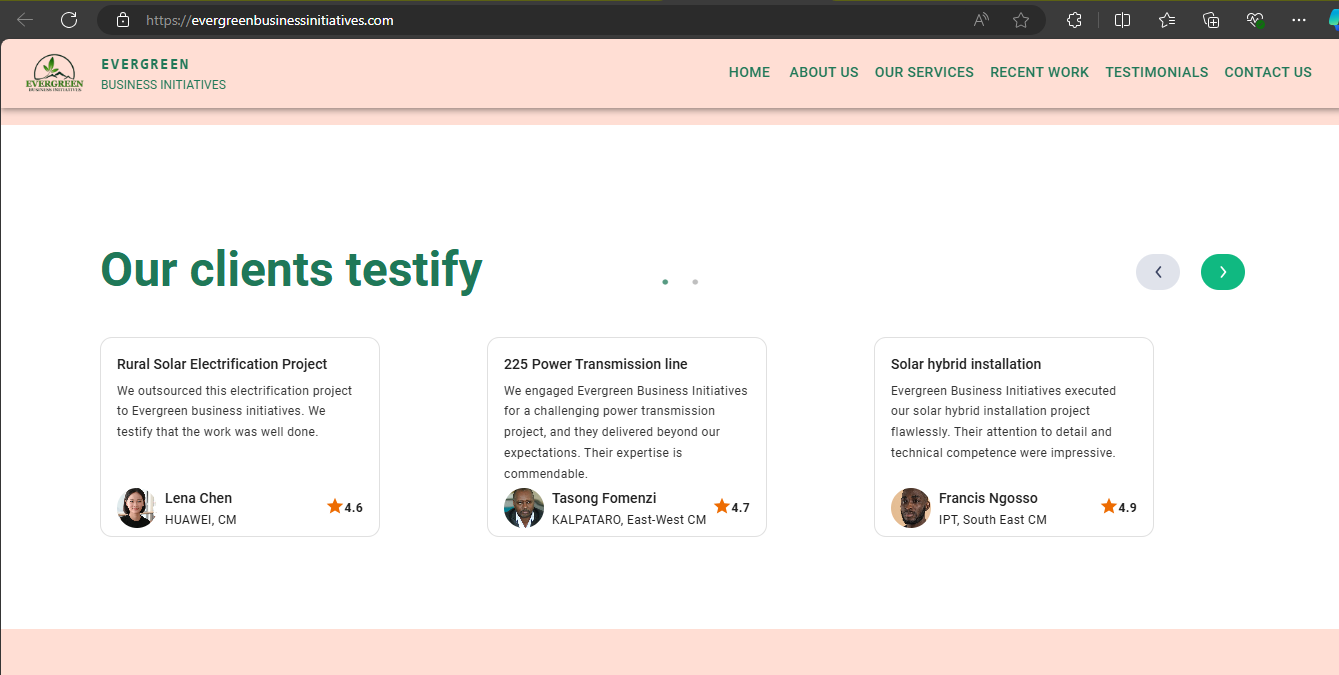 https://evergreenbusinessinitiatives.com
EVERGREEN
BUSINESS INITIATIVES
EVERGREEN
BUSINESS INITIATIVES
HOME ABOUT US OUR SERVICES RECENT WORK TESTIMONIALS CONTACT US
Our clients testify
Rural Solar Electrification Project
We outsourced this electrification project
to Evergreen business initiatives. We
testify that the work was well done.
Lena Chen
HUAWEI, CM
4.6
225 Power Transmission line
We engaged Evergreen Business Initiatives
for a challenging power transmission
project, and they delivered beyond our
expectations. Their expertise is
commendable.
Tasong Fomenzi
KALPATARO, East-West CM
4.7
Solar hybrid installation
Evergreen Business Initiatives executed
our solar hybrid installation project
flawlessly. Their attention to detail and
technical competence were impressive.
Francis Ngosso
IPT, South East CM
4.9